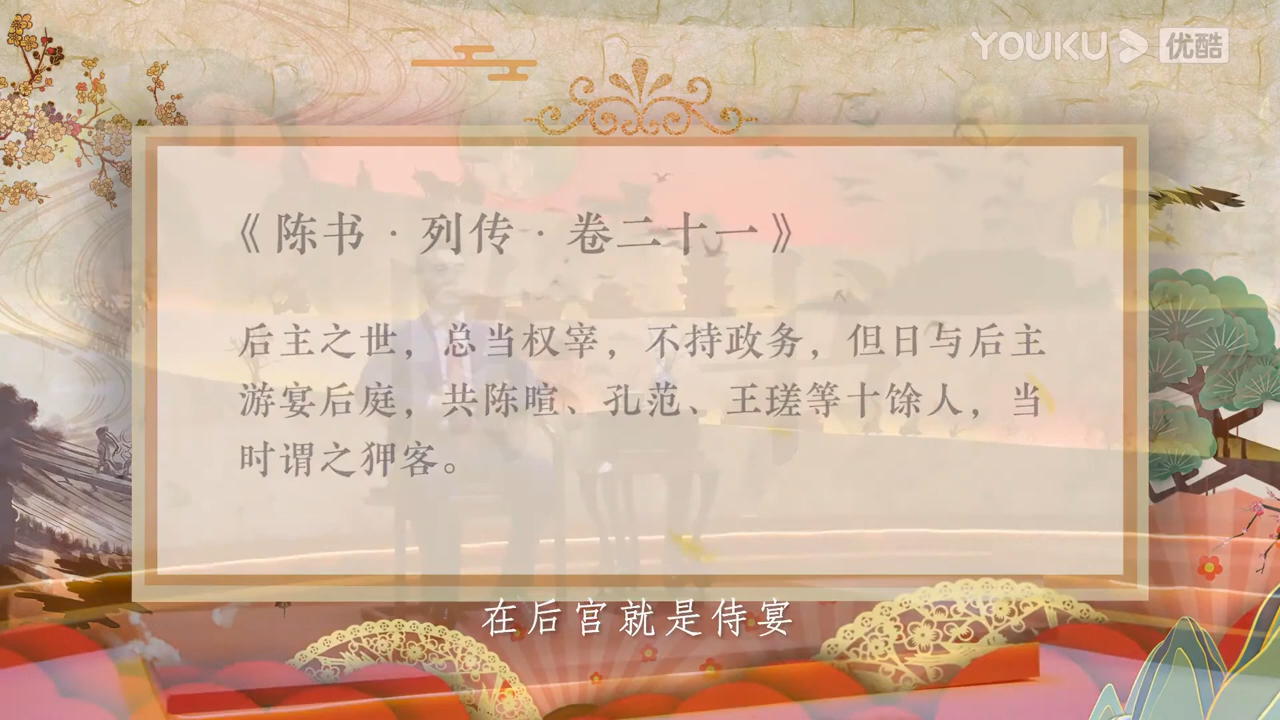 YOUKU 优酷
《陈书·列传·卷二十一》
后主之世，总当权宰，不持政务，但日与后主
游宴后庭，共陈暄、孔范、王瑳等十馀人，当
时谓之狎客。
在后宫就是侍宴